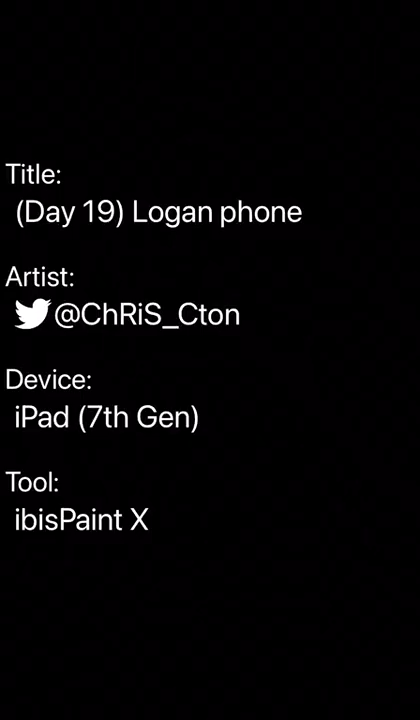 Title:
(Day 19) Logan phone
Artist:
@ChRiS_Cton
Device:
iPad (7th Gen)
Tool:
ibisPaint X